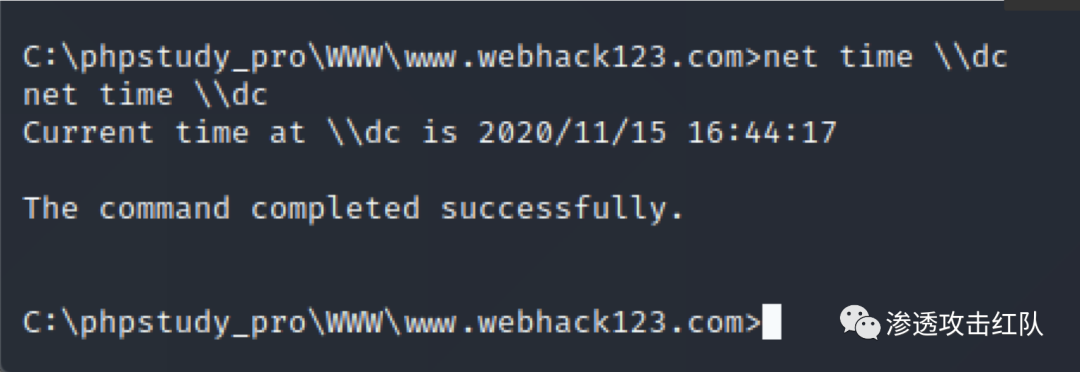 C:\phpstudy_pro\WWW\www.webhack123.com>net time \\dc
net time \\dc
Current time at \\dc is 2020/11/15 16:44:17
The command completed successfully.
C:\phpstudy_pro\WWW\www.webhack123.com>
渗透攻击红队